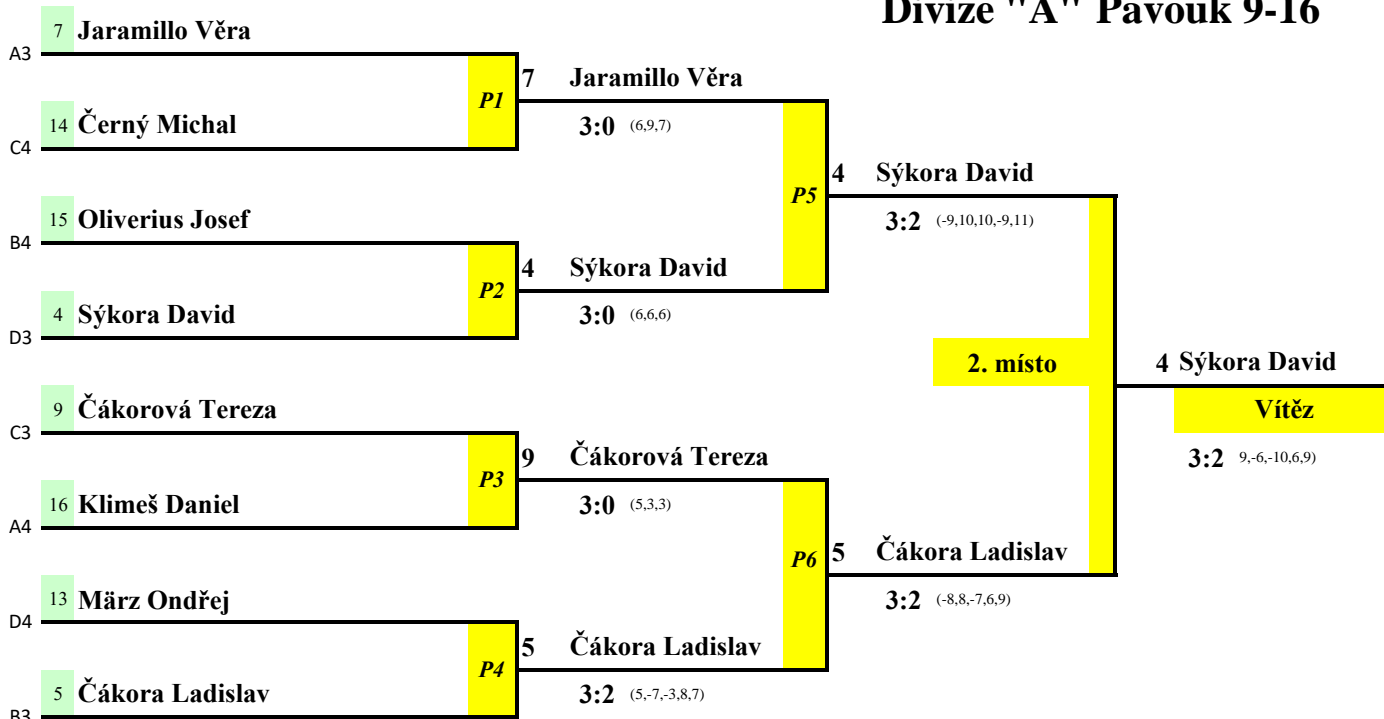 Divize "A" Pavouk 9-16
7 Jaramillo Věra
A3
7 Jaramillo Věra
P1
3:0 (6,9,7)
14 Černý Michal
C4
4 Sýkora David
P5
3:2 (-9,10,10,-9,11)
15 Oliverius Josef
B4
4 Sýkora David
P2
3:0 (6,6,6)
4 Sýkora David
D3
2. místo
4 Sýkora David
Vítěz
3:2 9,-6,-10,6,9)
9 Čákorová Tereza
C3
9 Čákorová Tereza
P3
3:0 (5,3,3)
16 Klimeš Daniel
A4
5 Čákora Ladislav
P6
3:2 (-8,8,-7,6,9)
13 März Ondřej
D4
5 Čákora Ladislav
P4
3:2 (5,-7,-3,8,7)
5 Čákora Ladislav
B3